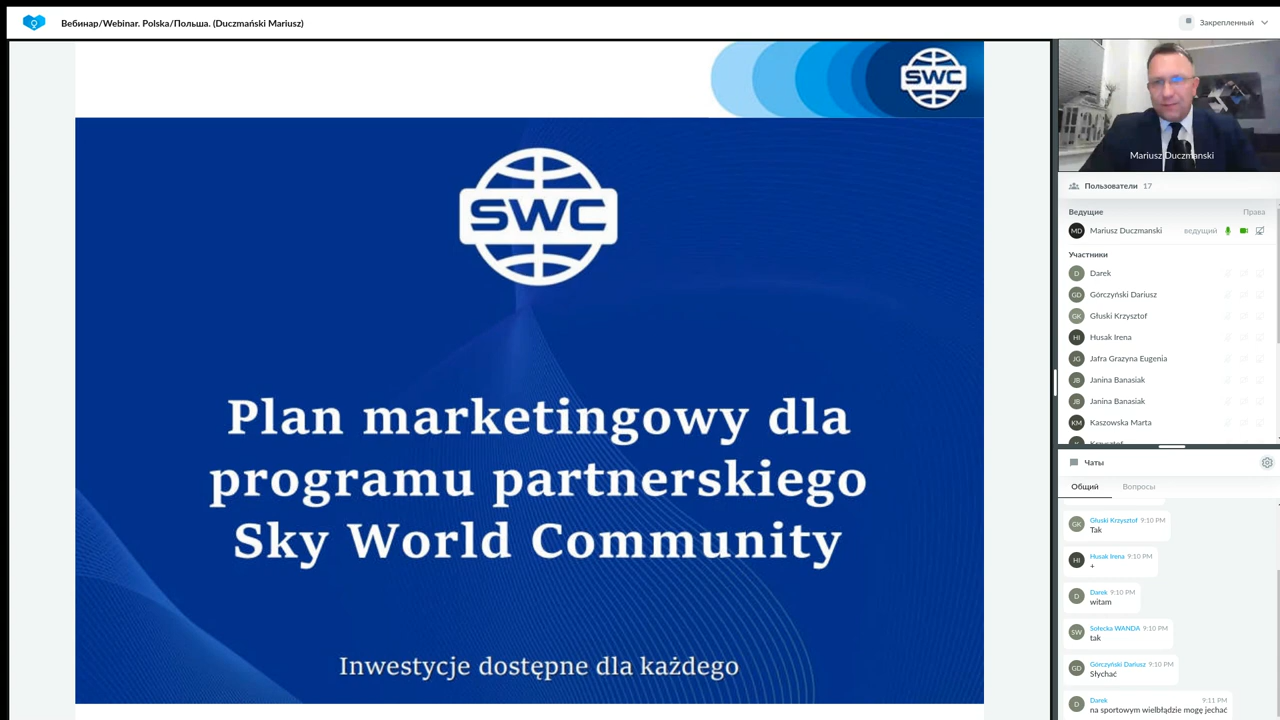 Вебинар/Webinar. Polska/Польша. (Duczmański Mariusz)
Закрепленный
SWC
SWC
Plan marketingowy dla
programu partnerskiego
Sky World Community
Inwestycje dostępne dla każdego
Mariusz Duczmanski
Пользователи 17
Ведущие Права
MD Mariusz Duczmanski ведущий
Участники
D Darek
GD Górczyński Dariusz
GK Głuski Krzysztof
HI Husak Irena
JG Jafra Grazyna Eugenia
JB Janina Banasiak
JB Janina Banasiak
KM Kaszowska Marta
Чаты
Общий Вопросы
GK Głuski Krzysztof 9:10 PM
Tak
HI Husak Irena 9:10 PM
+
D Darek 9:10 PM
witam
SW Sołecka WANDA 9:10 PM
tak
GD Górczyński Dariusz 9:10 PM
Słychać
D Darek 9:11 PM
na sportowym wielbłądzie mogę jechać